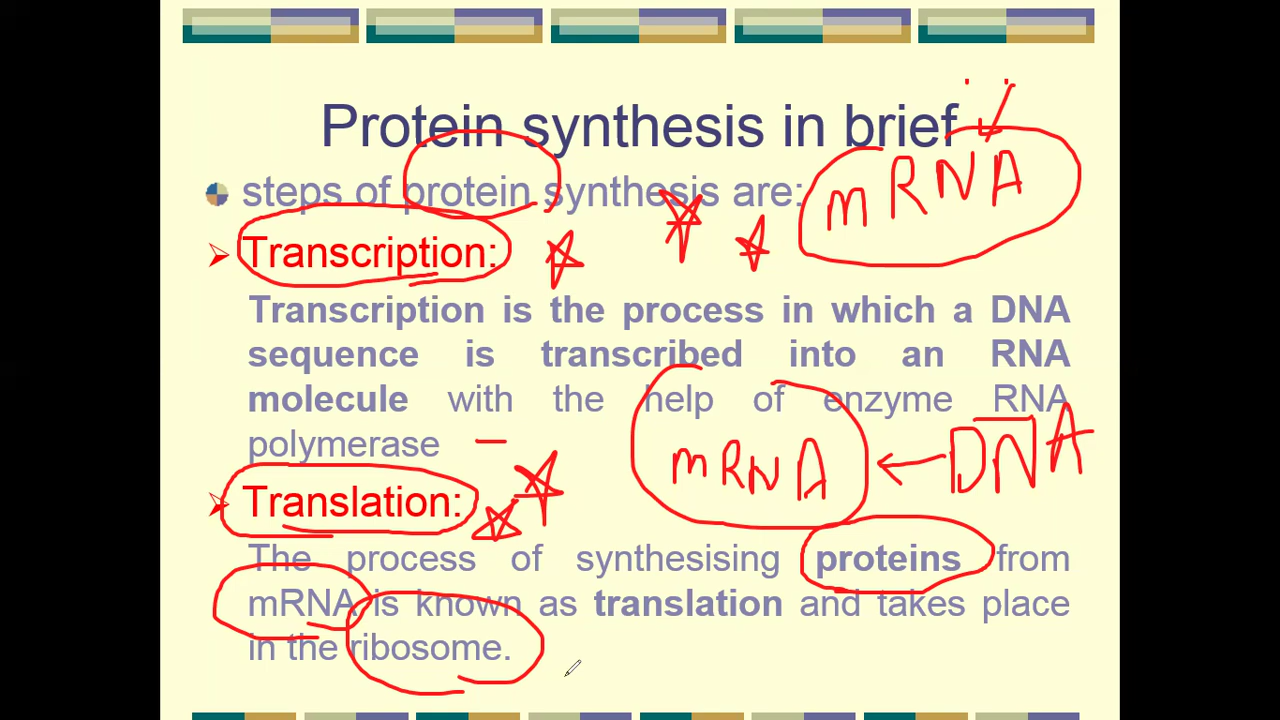 Protein synthesis in brief
steps of protein synthesis are:
mRNA
Transcription:
Transcription is the process in which a DNA
sequence is transcribed into an RNA
molecule with the help of enzyme RNA
polymerase
mRNA ← DNA
Translation:
The process of synthesising proteins from
mRNA is known as translation and takes place
in the ribosome.